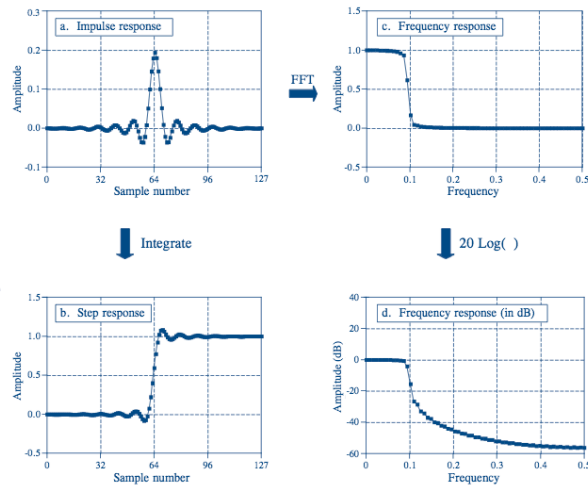 a. Impulse response
Amplitude
0.3
0.2
0.1
0.0
-0.1
0 32 64 96 127
Sample number
FFT
c. Frequency response
Amplitude
1.5
1.0
0.5
0.0
-0.5
0 0.1 0.2 0.3 0.4 0.5
Frequency
Integrate
20 Log( )
b. Step response
Amplitude
1.5
1.0
0.5
0.0
-0.5
0 32 64 96 127
Sample number
d. Frequency response (in dB)
Amplitude (dB)
40
20
0
-20
-40
-60
0 0.1 0.2 0.3 0.4 0.5
Frequency